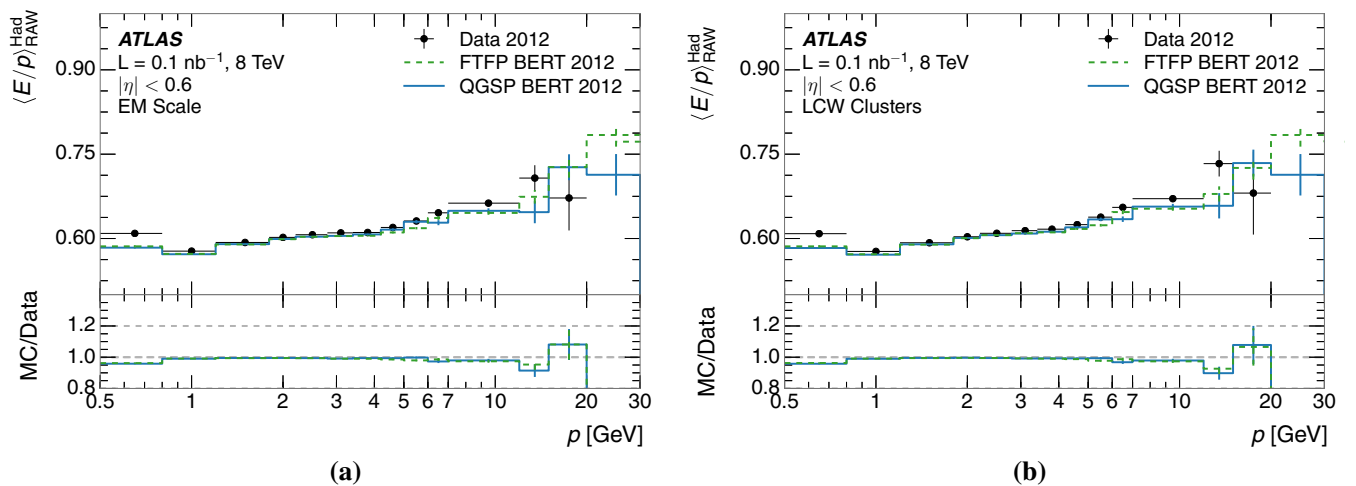 ⟨E/p⟩ᴴᵃᵈ_RAW
0.90
0.75
0.60
ATLAS
L = 0.1 nb⁻¹, 8 TeV
|η| < 0.6
EM Scale
Data 2012
FTFP BERT 2012
QGSP BERT 2012
MC/Data
1.2
1.0
0.8
0.5 1 2 3 4 5 6 7 10 20 30
p [GeV]
(a)
⟨E/p⟩ᴴᵃᵈ_RAW
0.90
0.75
0.60
ATLAS
L = 0.1 nb⁻¹, 8 TeV
|η| < 0.6
LCW Clusters
Data 2012
FTFP BERT 2012
QGSP BERT 2012
MC/Data
1.2
1.0
0.8
0.5 1 2 3 4 5 6 7 10 20 30
p [GeV]
(b)